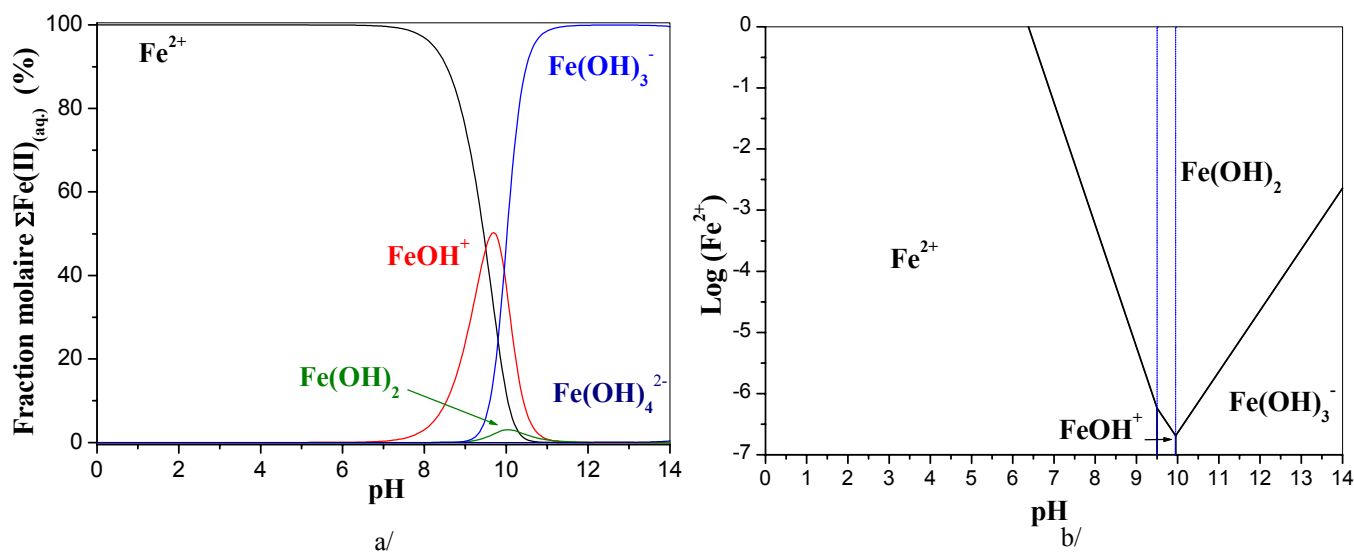 Fraction molaire ΣFe(II)(aq.) (%)
100
80
60
40
20
0
Fe2+
Fe(OH)3-
FeOH+
Fe(OH)2
Fe(OH)42-
0 2 4 6 8 10 12 14
pH
a/
Log (Fe2+)
0
-1
-2
-3
-4
-5
-6
-7
Fe(OH)2
Fe2+
Fe(OH)3-
FeOH+
0 1 2 3 4 5 6 7 8 9 10 11 12 13 14
pH
b/